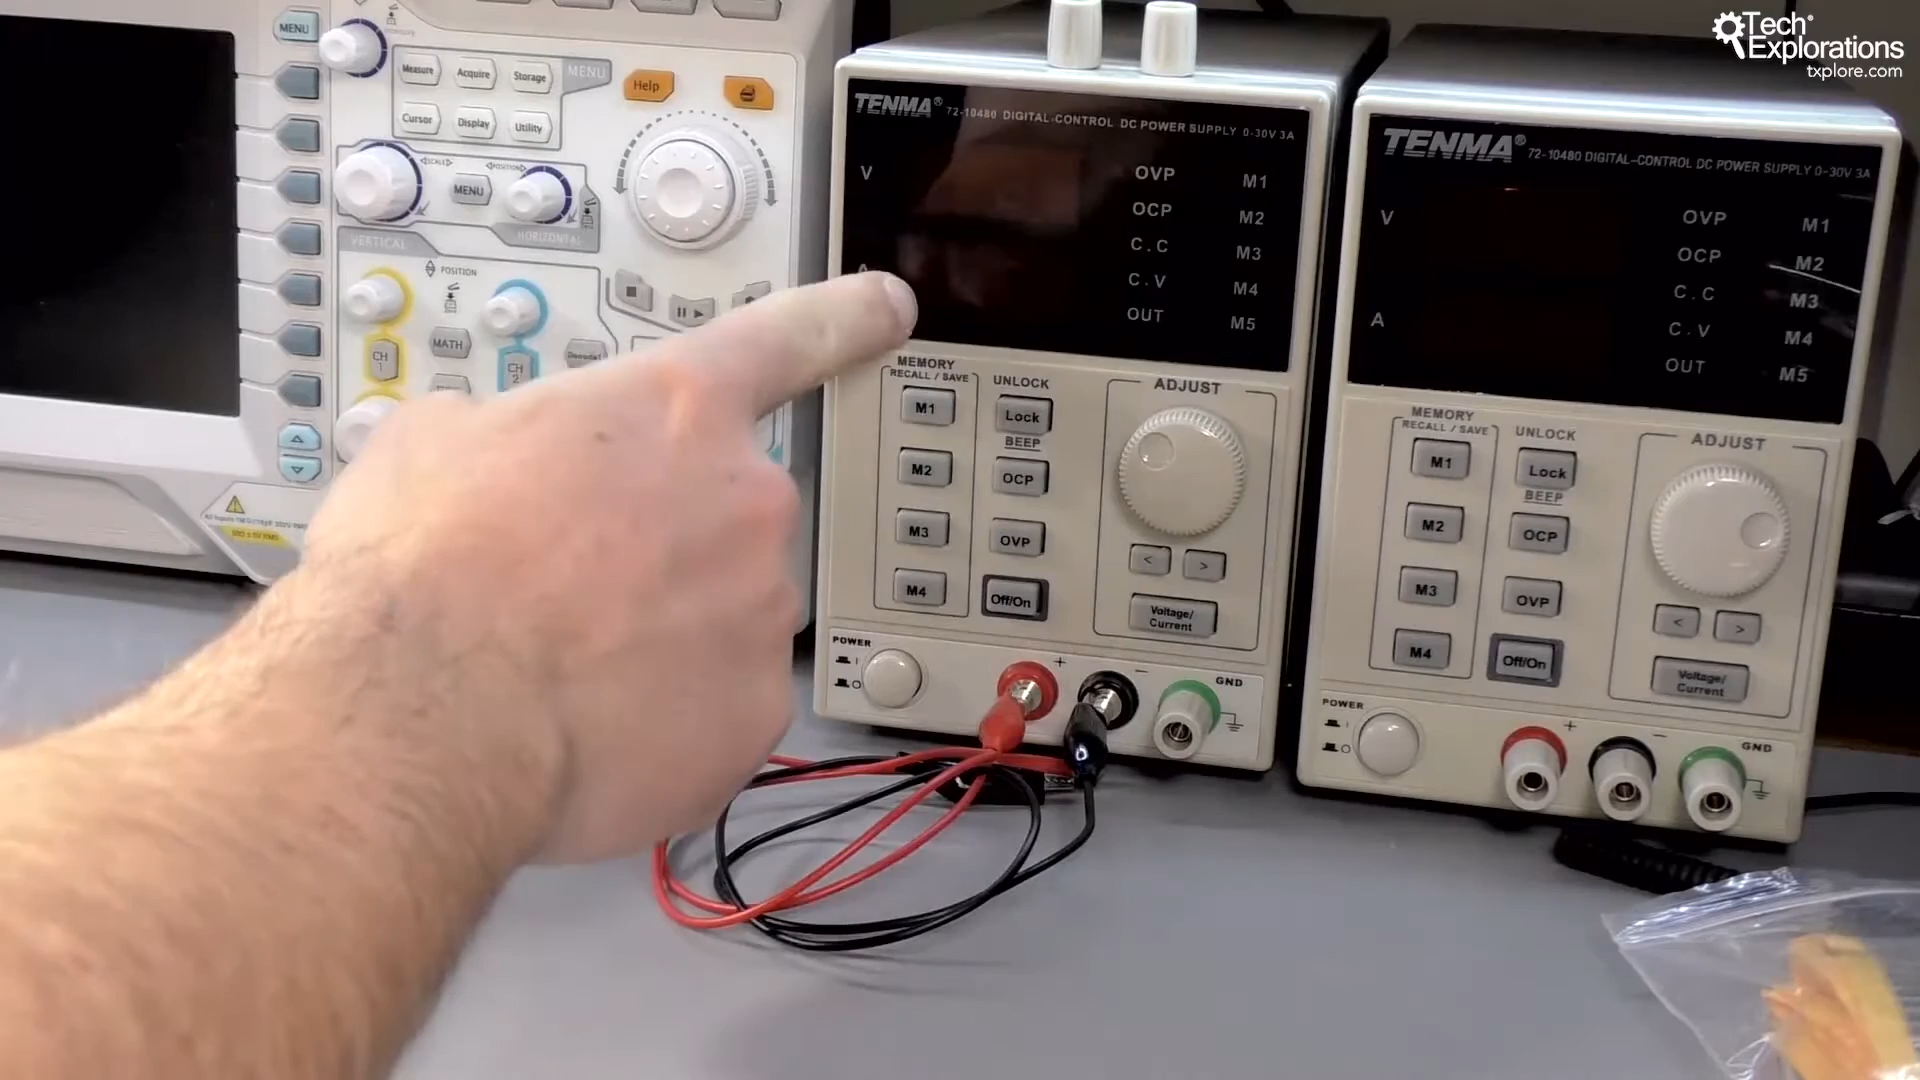 Tech
Explorations
txplore.com
MENU
Measure
Acquire
Storage
MENU
Help
Cursor
Display
Utility
SCALE
POSITION
MENU
VERTICAL
HORIZONTAL
POSITION
CH
1
MATH
CH
2
TENMA® 72-10480 DIGITAL-CONTROL DC POWER SUPPLY 0-30V 3A
V
OVP M1
OCP M2
C.C M3
A
C.V M4
OUT M5
MEMORY
RECALL / SAVE
UNLOCK
ADJUST
M1
Lock
BEEP
M2
OCP
M3
OVP
< >
M4
Off/On
Voltage/
Current
POWER
I
O
+
−
GND
TENMA® 72-10480 DIGITAL-CONTROL DC POWER SUPPLY 0-30V 3A
V
OVP M1
OCP M2
C.C M3
A
C.V M4
OUT M5
MEMORY
RECALL / SAVE
UNLOCK
ADJUST
M1
Lock
BEEP
M2
OCP
M3
OVP
< >
M4
Off/On
Voltage/
Current
POWER
I
O
+
−
GND